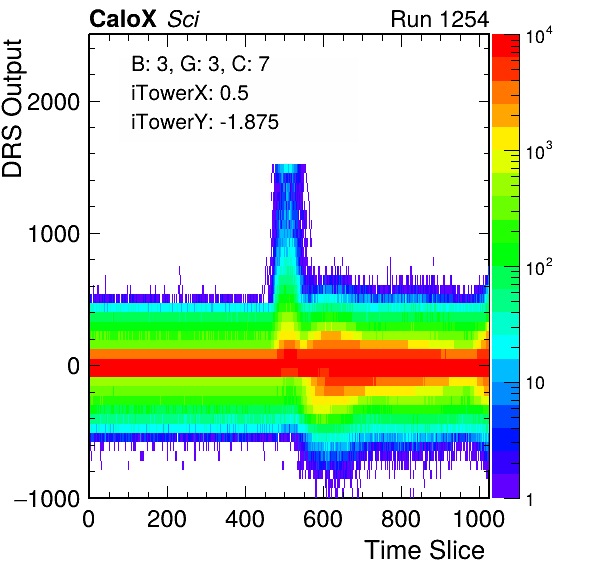 CaloX Sci Run 1254
B: 3, G: 3, C: 7
iTowerX: 0.5
iTowerY: -1.875
DRS Output
2000
1000
0
−1000
0 200 400 600 800 1000
Time Slice
10^4
10^3
10^2
10
1